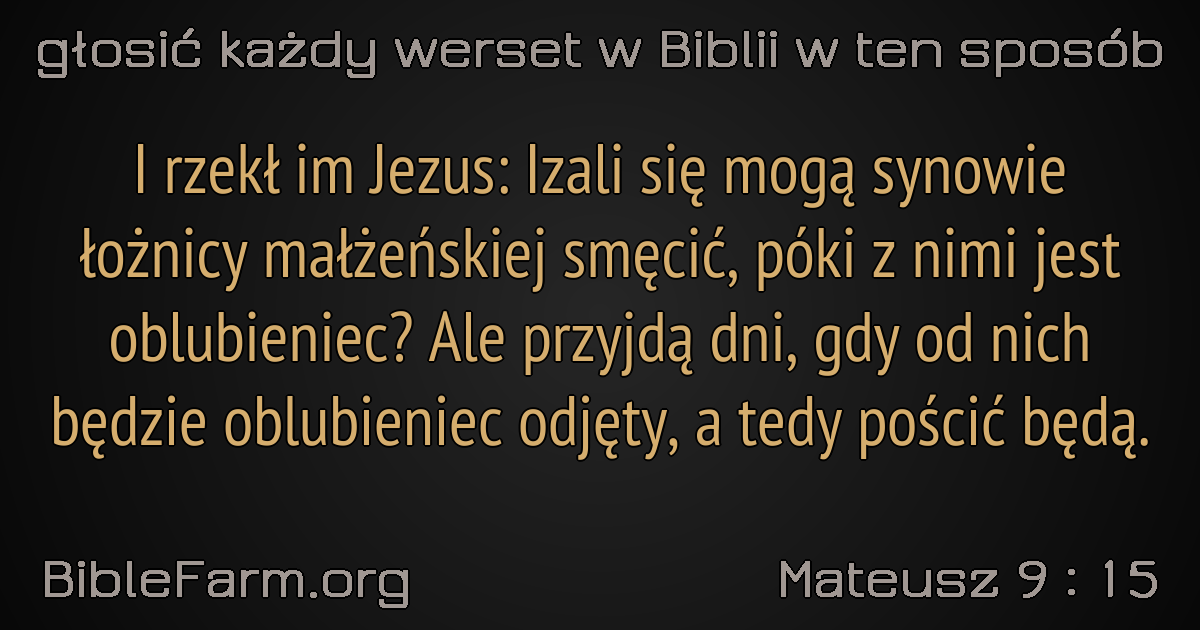 głosić każdy werset w Biblii w ten sposób
I rzekł im Jezus: Izali się mogą synowie
łożnicy małżeńskiej smęcić, póki z nimi jest
oblubieniec? Ale przyjdą dni, gdy od nich
będzie oblubieniec odjęty, a tedy pościć będą.
BibleFarm.org
Mateusz 9 : 15